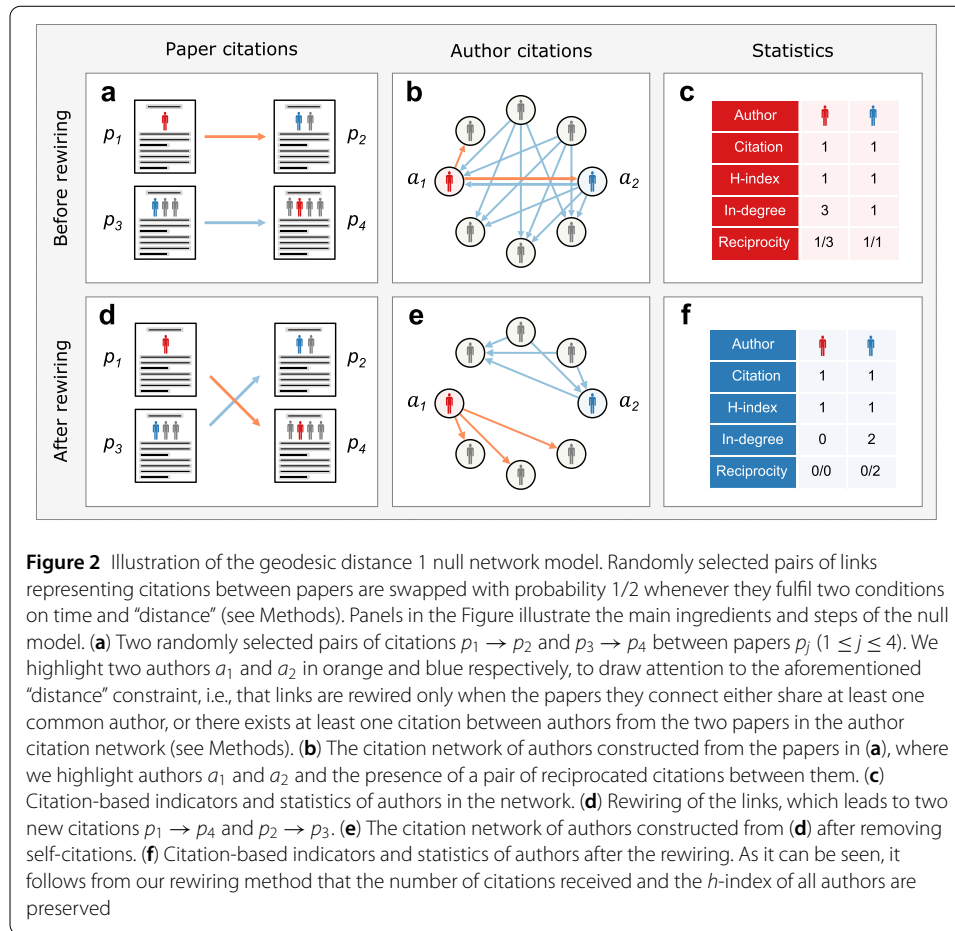 Paper citations
Author citations
Statistics
Before rewiring
a
p1
p2
p3
p4
b
a1
a2
c
Author
Citation 1 1
H-index 1 1
In-degree 3 1
Reciprocity 1/3 1/1
After rewiring
d
p1
p2
p3
p4
e
a1
a2
f
Author
Citation 1 1
H-index 1 1
In-degree 0 2
Reciprocity 0/0 0/2
Figure 2 Illustration of the geodesic distance 1 null network model. Randomly selected pairs of links
representing citations between papers are swapped with probability 1/2 whenever they fulfil two conditions
on time and “distance” (see Methods). Panels in the Figure illustrate the main ingredients and steps of the null
model. (a) Two randomly selected pairs of citations p1 → p2 and p3 → p4 between papers pj (1 ≤ j ≤ 4). We
highlight two authors a1 and a2 in orange and blue respectively, to draw attention to the aforementioned
“distance” constraint, i.e., that links are rewired only when the papers they connect either share at least one
common author, or there exists at least one citation between authors from the two papers in the author
citation network (see Methods). (b) The citation network of authors constructed from the papers in (a), where
we highlight authors a1 and a2 and the presence of a pair of reciprocated citations between them. (c)
Citation-based indicators and statistics of authors in the network. (d) Rewiring of the links, which leads to two
new citations p1 → p4 and p2 → p3. (e) The citation network of authors constructed from (d) after removing
self-citations. (f) Citation-based indicators and statistics of authors after the rewiring. As it can be seen, it
follows from our rewiring method that the number of citations received and the h-index of all authors are
preserved